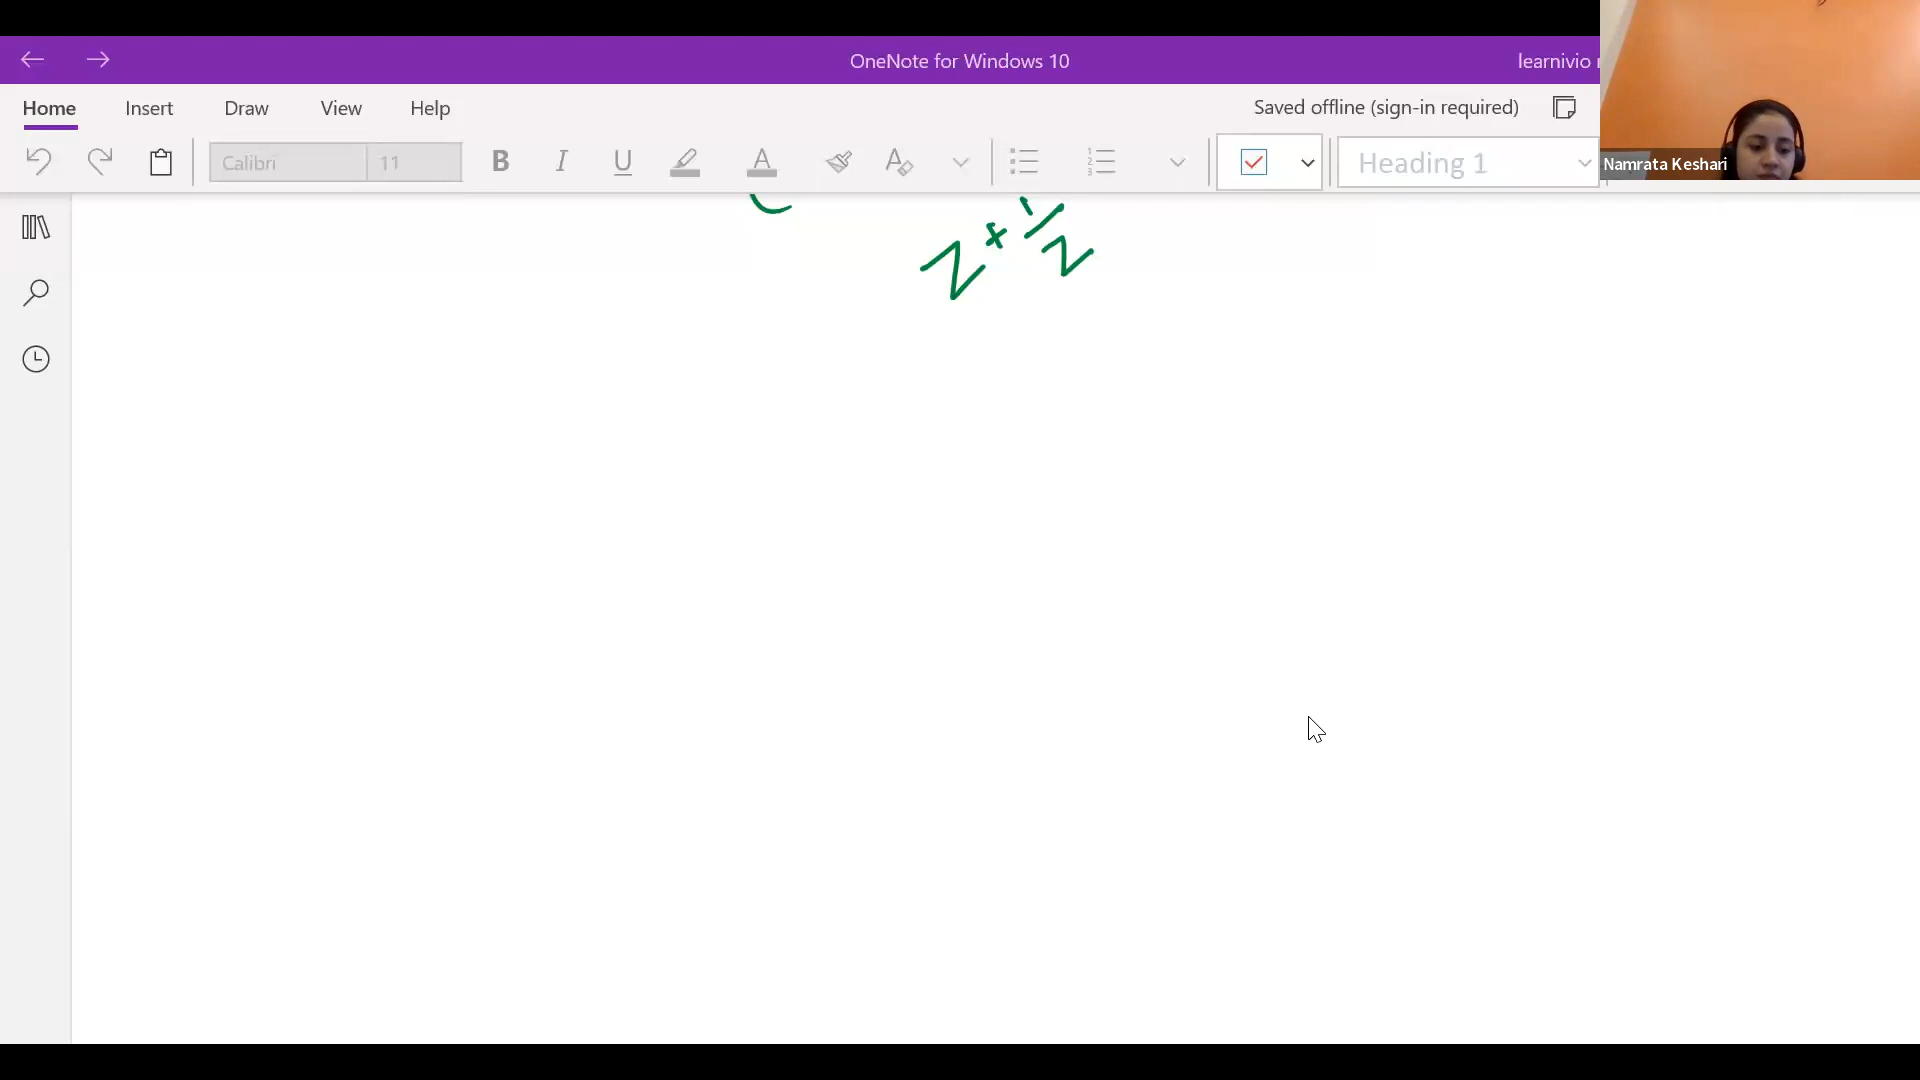 OneNote for Windows 10
learnivio
Home Insert Draw View Help
Saved offline (sign-in required)
Calibri 11 B I U A A Heading 1
Namrata Keshari
z + 1/z